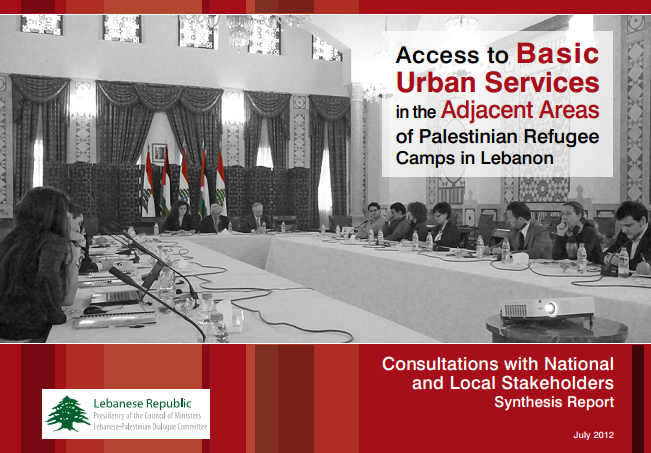 Access to Basic
Urban Services
in the Adjacent Areas
of Palestinian Refugee
Camps in Lebanon
Consultations with National
and Local Stakeholders
Synthesis Report
July 2012
Lebanese Republic
Presidency of the Council of Ministers
Lebanese-Palestinian Dialogue Committee